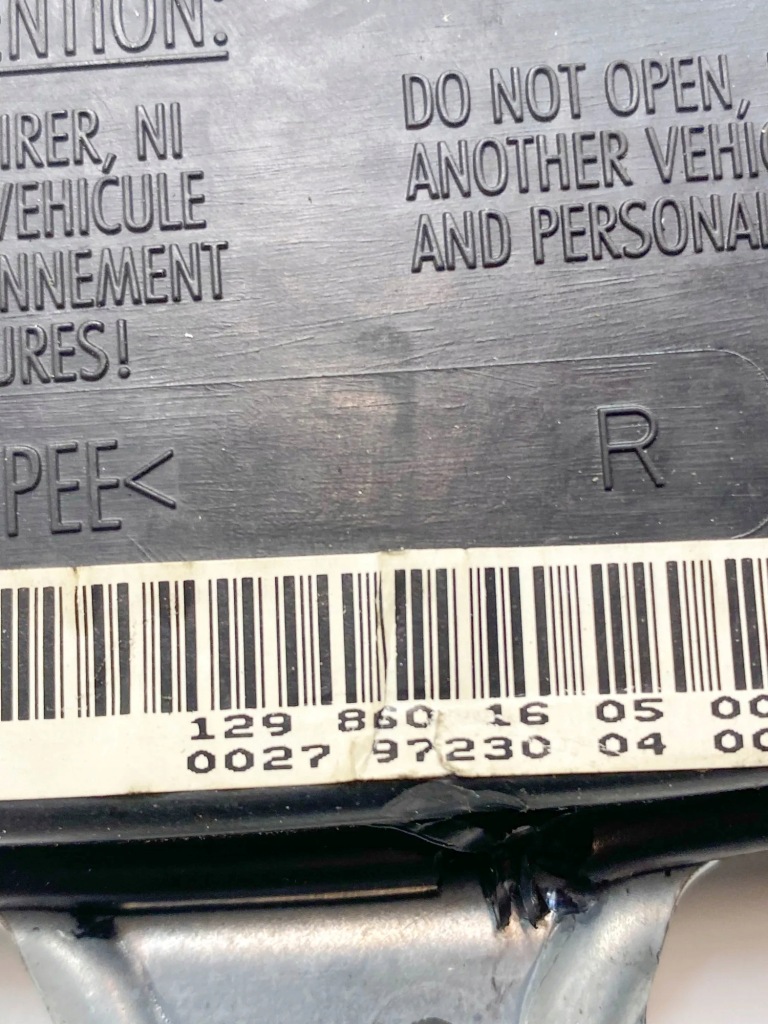 ENTION:
IRER, NI
VEHICULE
NNEMENT
URES!
DO NOT OPEN,
ANOTHER VEHIC
AND PERSONAL
PEE<
R
129 860 16 05 00
0027 97230 04 00